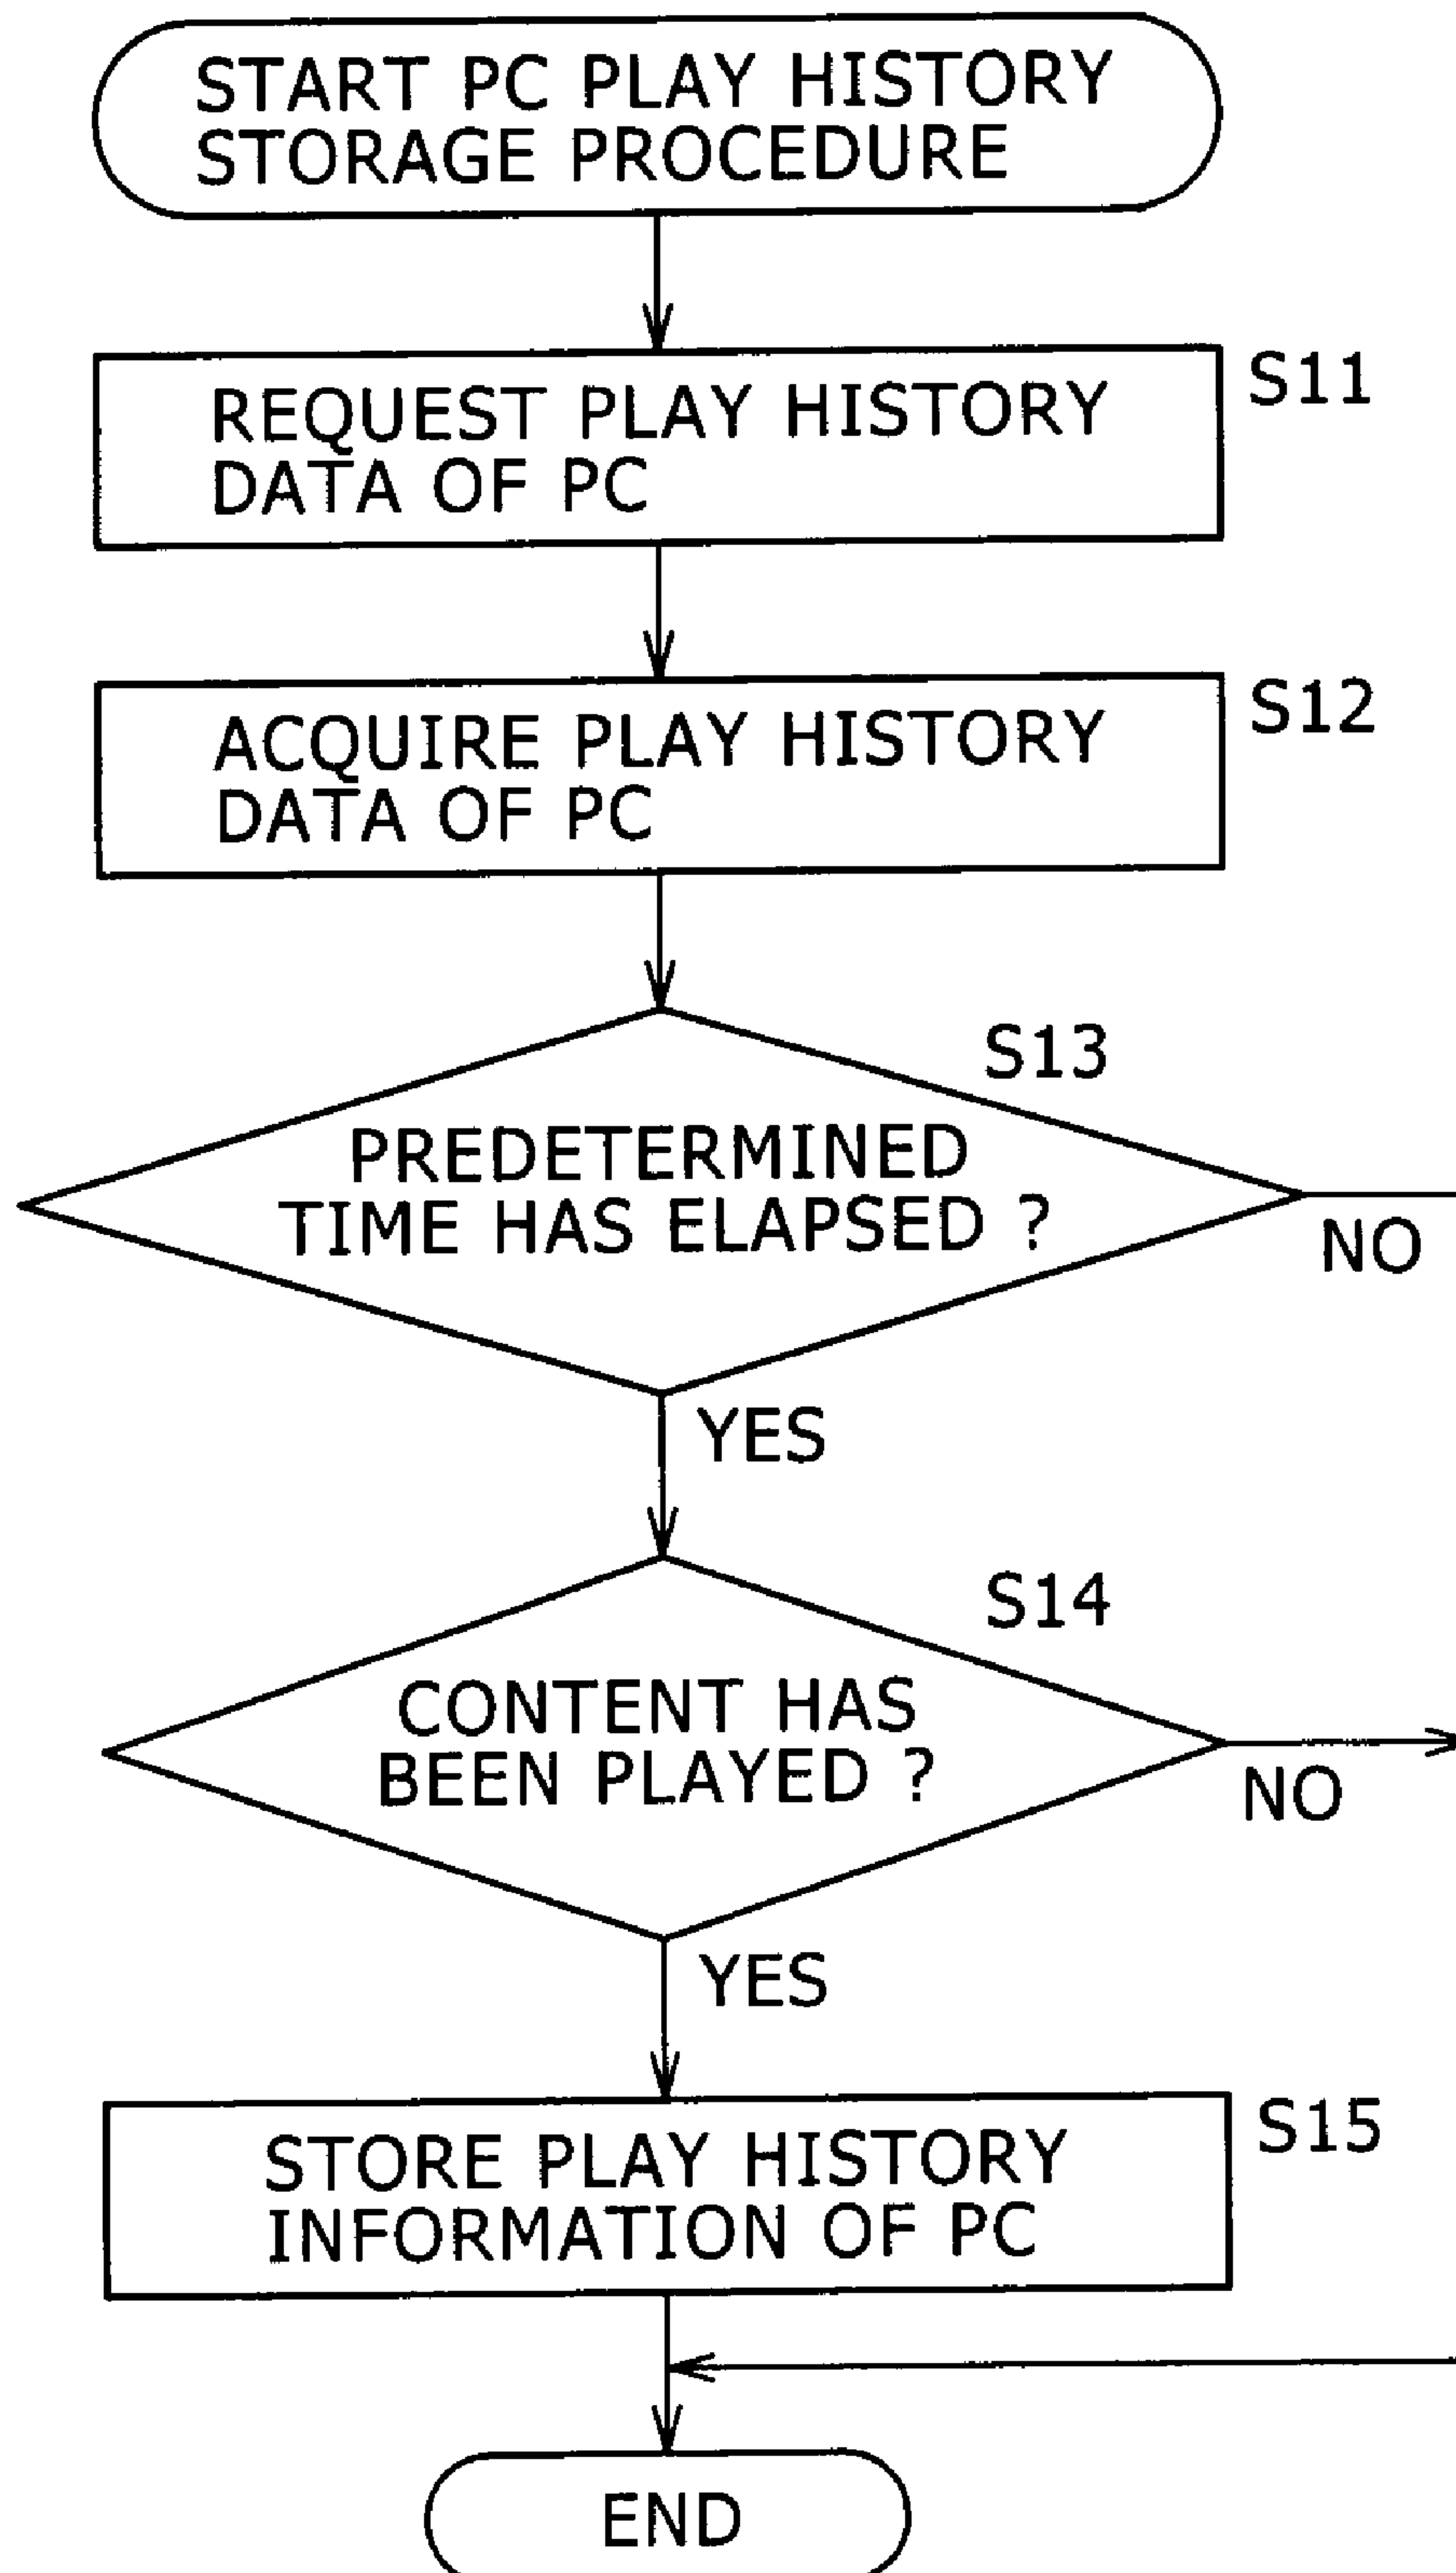 START PC PLAY HISTORY
STORAGE PROCEDURE
REQUEST PLAY HISTORY
DATA OF PC
S11
ACQUIRE PLAY HISTORY
DATA OF PC
S12
S13
PREDETERMINED
TIME HAS ELAPSED ?
NO
YES
S14
CONTENT HAS
BEEN PLAYED ?
NO
YES
STORE PLAY HISTORY
INFORMATION OF PC
S15
END